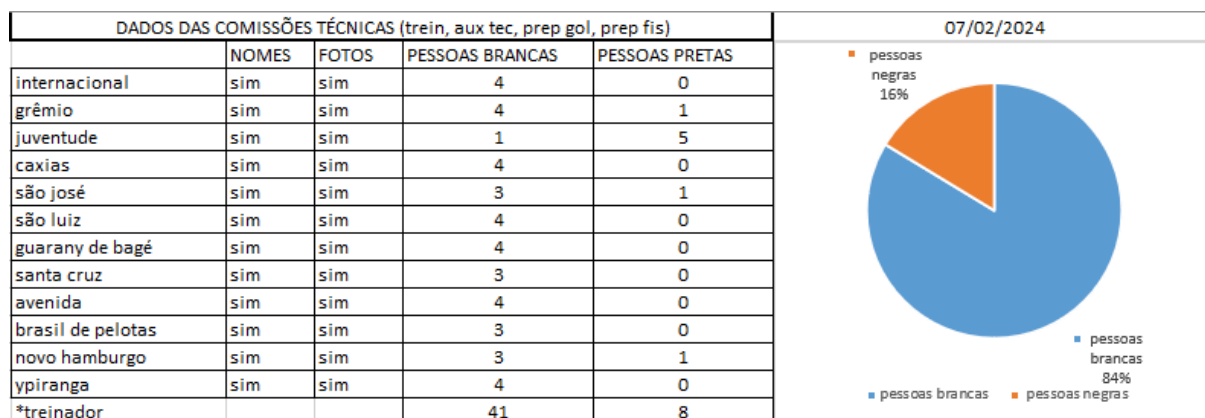 DADOS DAS COMISSÕES TÉCNICAS (trein, aux tec, prep gol, prep fis) 07/02/2024
NOMES FOTOS PESSOAS BRANCAS PESSOAS PRETAS
internacional sim sim 4 0
grêmio sim sim 4 1
juventude sim sim 1 5
caxias sim sim 4 0
são josé sim sim 3 1
são luiz sim sim 4 0
guarany de bagé sim sim 4 0
santa cruz sim sim 3 0
avenida sim sim 4 0
brasil de pelotas sim sim 3 0
novo hamburgo sim sim 3 1
ypiranga sim sim 4 0
*treinador 41 8
pessoas
negras
16%
pessoas
brancas
84%
pessoas brancas pessoas negras